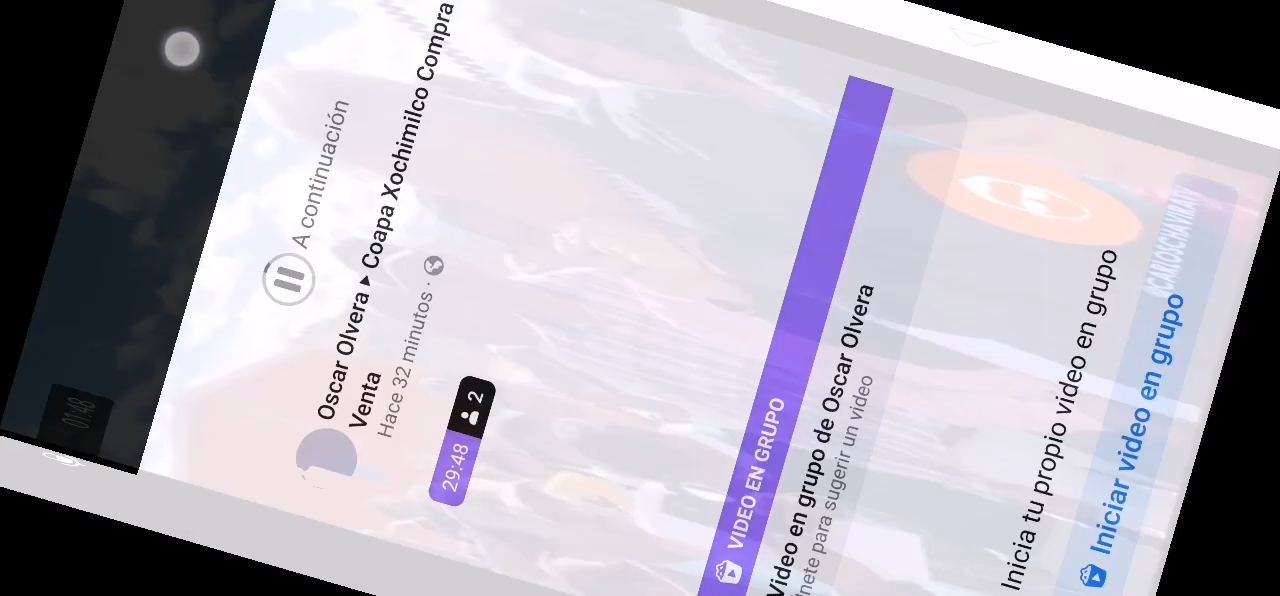 01:48
A continuación
Oscar Olvera ▸ Coapa Xochimilco Compra
Venta
Hace 32 minutos ·
29:48
2
VIDEO EN GRUPO
Video en grupo de Oscar Olvera
nete para sugerir un video
Inicia tu propio video en grupo
Iniciar video en grupo
@CARLOSCHAVIRATV